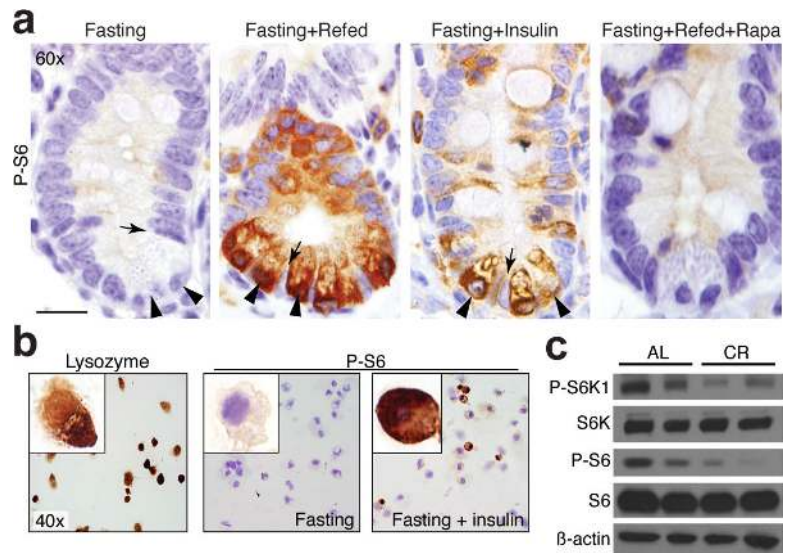 a
Fasting
Fasting+Refed
Fasting+Insulin
Fasting+Refed+Rapa
60x
P-S6
b
Lysozyme
P-S6
40x
Fasting
Fasting + insulin
c
AL
CR
P-S6K1
S6K
P-S6
S6
ß-actin